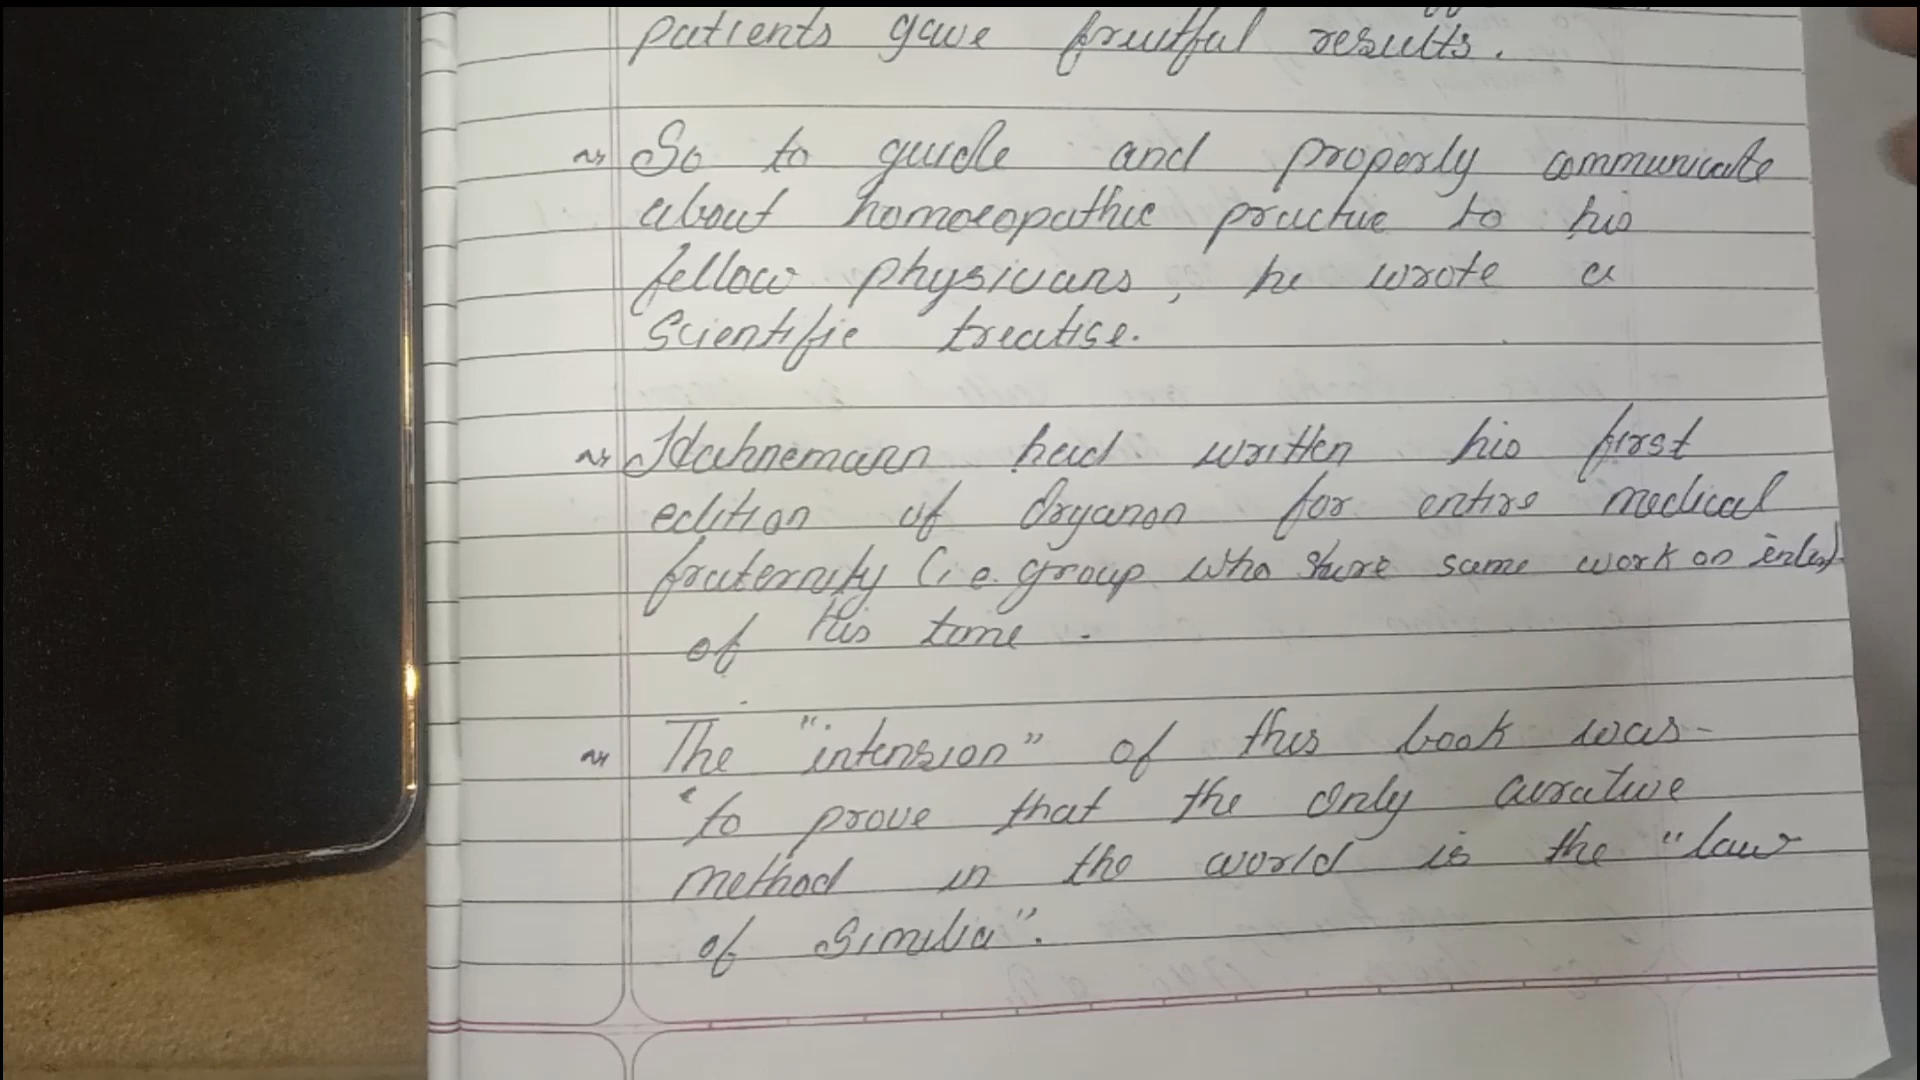 patients gave fruitful results.
So to guide and properly communicate
about homoeopathic practice to his
fellow physicians, he wrote a
Scientific treatise.
Hahnemann had written his first
edition of Organon for entire medical
fraternity (i.e. group who share same work or
of his time.
The "intension" of this book was-
"to prove that the only curative
method in the world is the "law
of Similia".